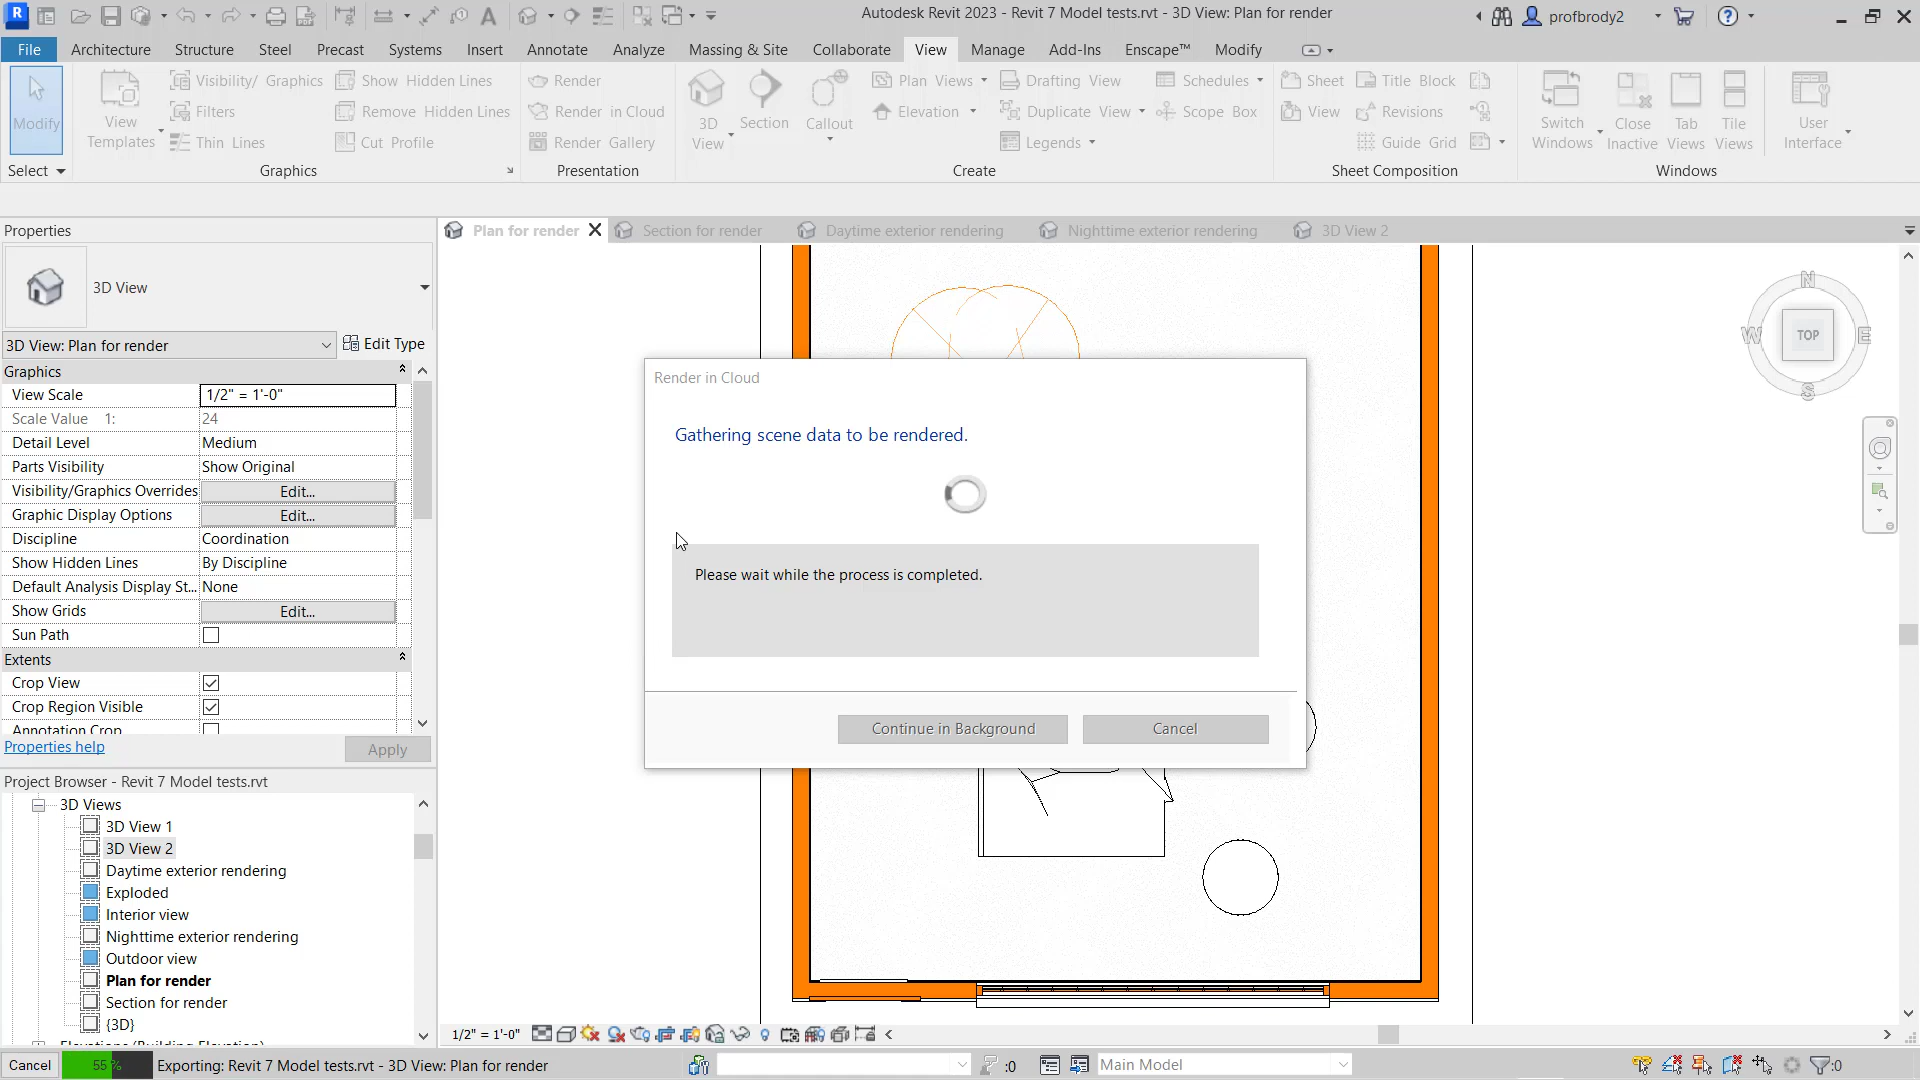 Autodesk Revit 2023 - Revit 7 Model tests.rvt - 3D View: Plan for render
profbrody2
File Architecture Structure Steel Precast Systems Insert Annotate Analyze Massing & Site Collaborate View Manage Add-Ins Enscape™ Modify
Modify
View Templates
Visibility/ Graphics
Filters
Thin Lines
Show Hidden Lines
Remove Hidden Lines
Cut Profile
Render
Render in Cloud
Render Gallery
3D View
Section
Callout
Plan Views
Elevation
Drafting View
Duplicate View
Legends
Schedules
Scope Box
Sheet
View
Title Block
Revisions
Guide Grid
Switch Windows
Close Inactive
Tab Views
Tile Views
User Interface
Select Graphics Presentation Create Sheet Composition Windows
Properties
Plan for render Section for render Daytime exterior rendering Nighttime exterior rendering 3D View 2
3D View
3D View: Plan for render Edit Type
Graphics
View Scale 1/2" = 1'-0"
Scale Value 1: 24
Detail Level Medium
Parts Visibility Show Original
Visibility/Graphics Overrides Edit...
Graphic Display Options Edit...
Discipline Coordination
Show Hidden Lines By Discipline
Default Analysis Display St... None
Show Grids Edit...
Sun Path
Extents
Crop View
Crop Region Visible
Annotation Crop
Properties help Apply
Project Browser - Revit 7 Model tests.rvt
3D Views
3D View 1
3D View 2
Daytime exterior rendering
Exploded
Interior view
Nighttime exterior rendering
Outdoor view
Plan for render
Section for render
{3D}
Elevations (Building Elevation)
N
W TOP E
S
Render in Cloud
Gathering scene data to be rendered.
Please wait while the process is completed.
Continue in Background Cancel
1/2" = 1'-0"
Cancel 55 % Exporting: Revit 7 Model tests.rvt - 3D View: Plan for render :0 Main Model :0